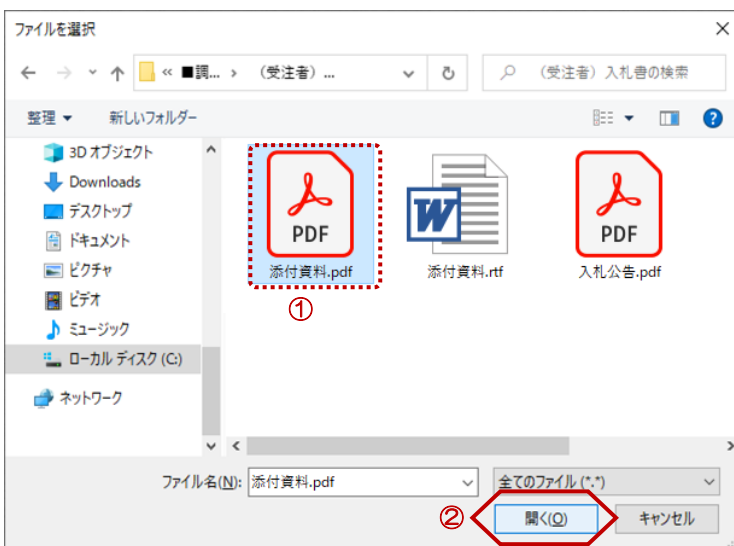 ファイルを選択
« ■調... › （受注者）...
（受注者）入札書の検索
整理
新しいフォルダー
3D オブジェクト
Downloads
デスクトップ
ドキュメント
ピクチャ
ビデオ
ミュージック
ローカル ディスク (C:)
ネットワーク
PDF
添付資料.pdf
①
W
添付資料.rtf
PDF
入札公告.pdf
ファイル名(N):
添付資料.pdf
全てのファイル (*.*)
②
開く(O)
キャンセル